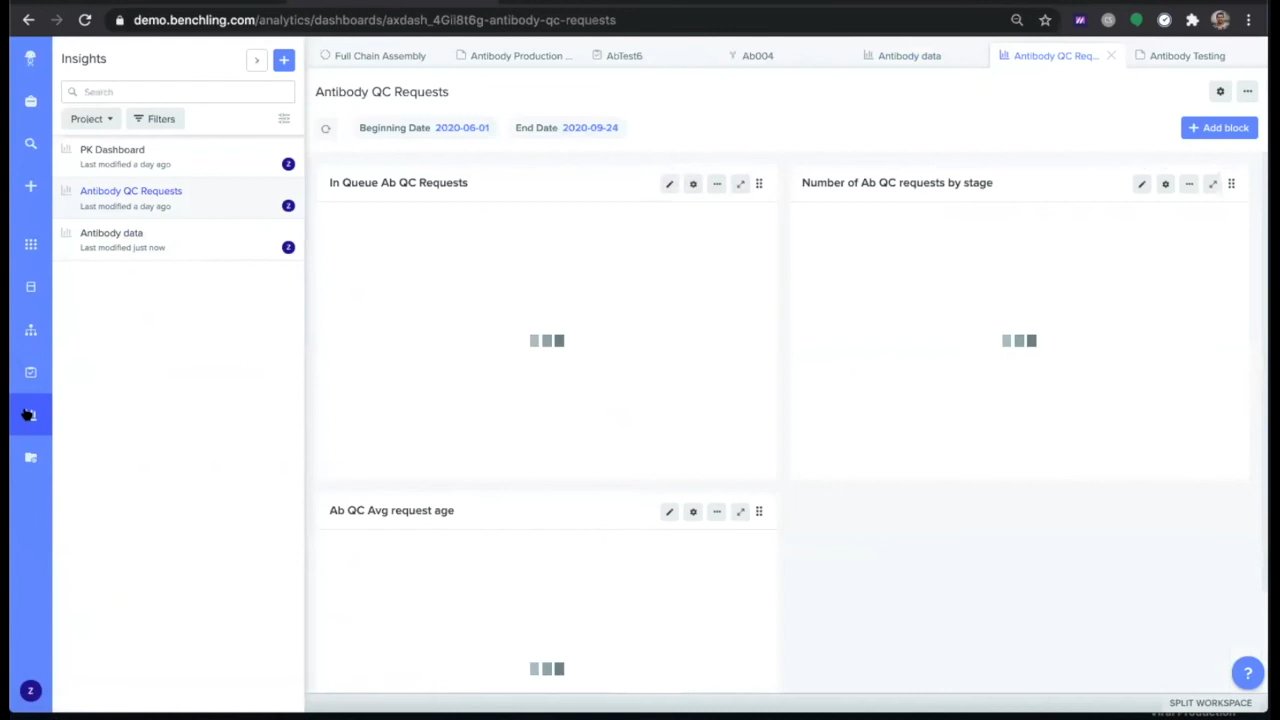 demo.benchling.com/analytics/dashboards/axdash_4Gii8t6g-antibody-qc-requests
Insights
Search
Project
Filters
PK Dashboard
Last modified a day ago
Z
Antibody QC Requests
Last modified a day ago
Z
Antibody data
Last modified just now
Z
Z
Full Chain Assembly
Antibody Production ...
AbTest6
Ab004
Antibody data
Antibody QC Req...
Antibody Testing
Antibody QC Requests
Beginning Date 2020-06-01
End Date 2020-09-24
+ Add block
In Queue Ab QC Requests
Number of Ab QC requests by stage
Ab QC Avg request age
?
SPLIT WORKSPACE